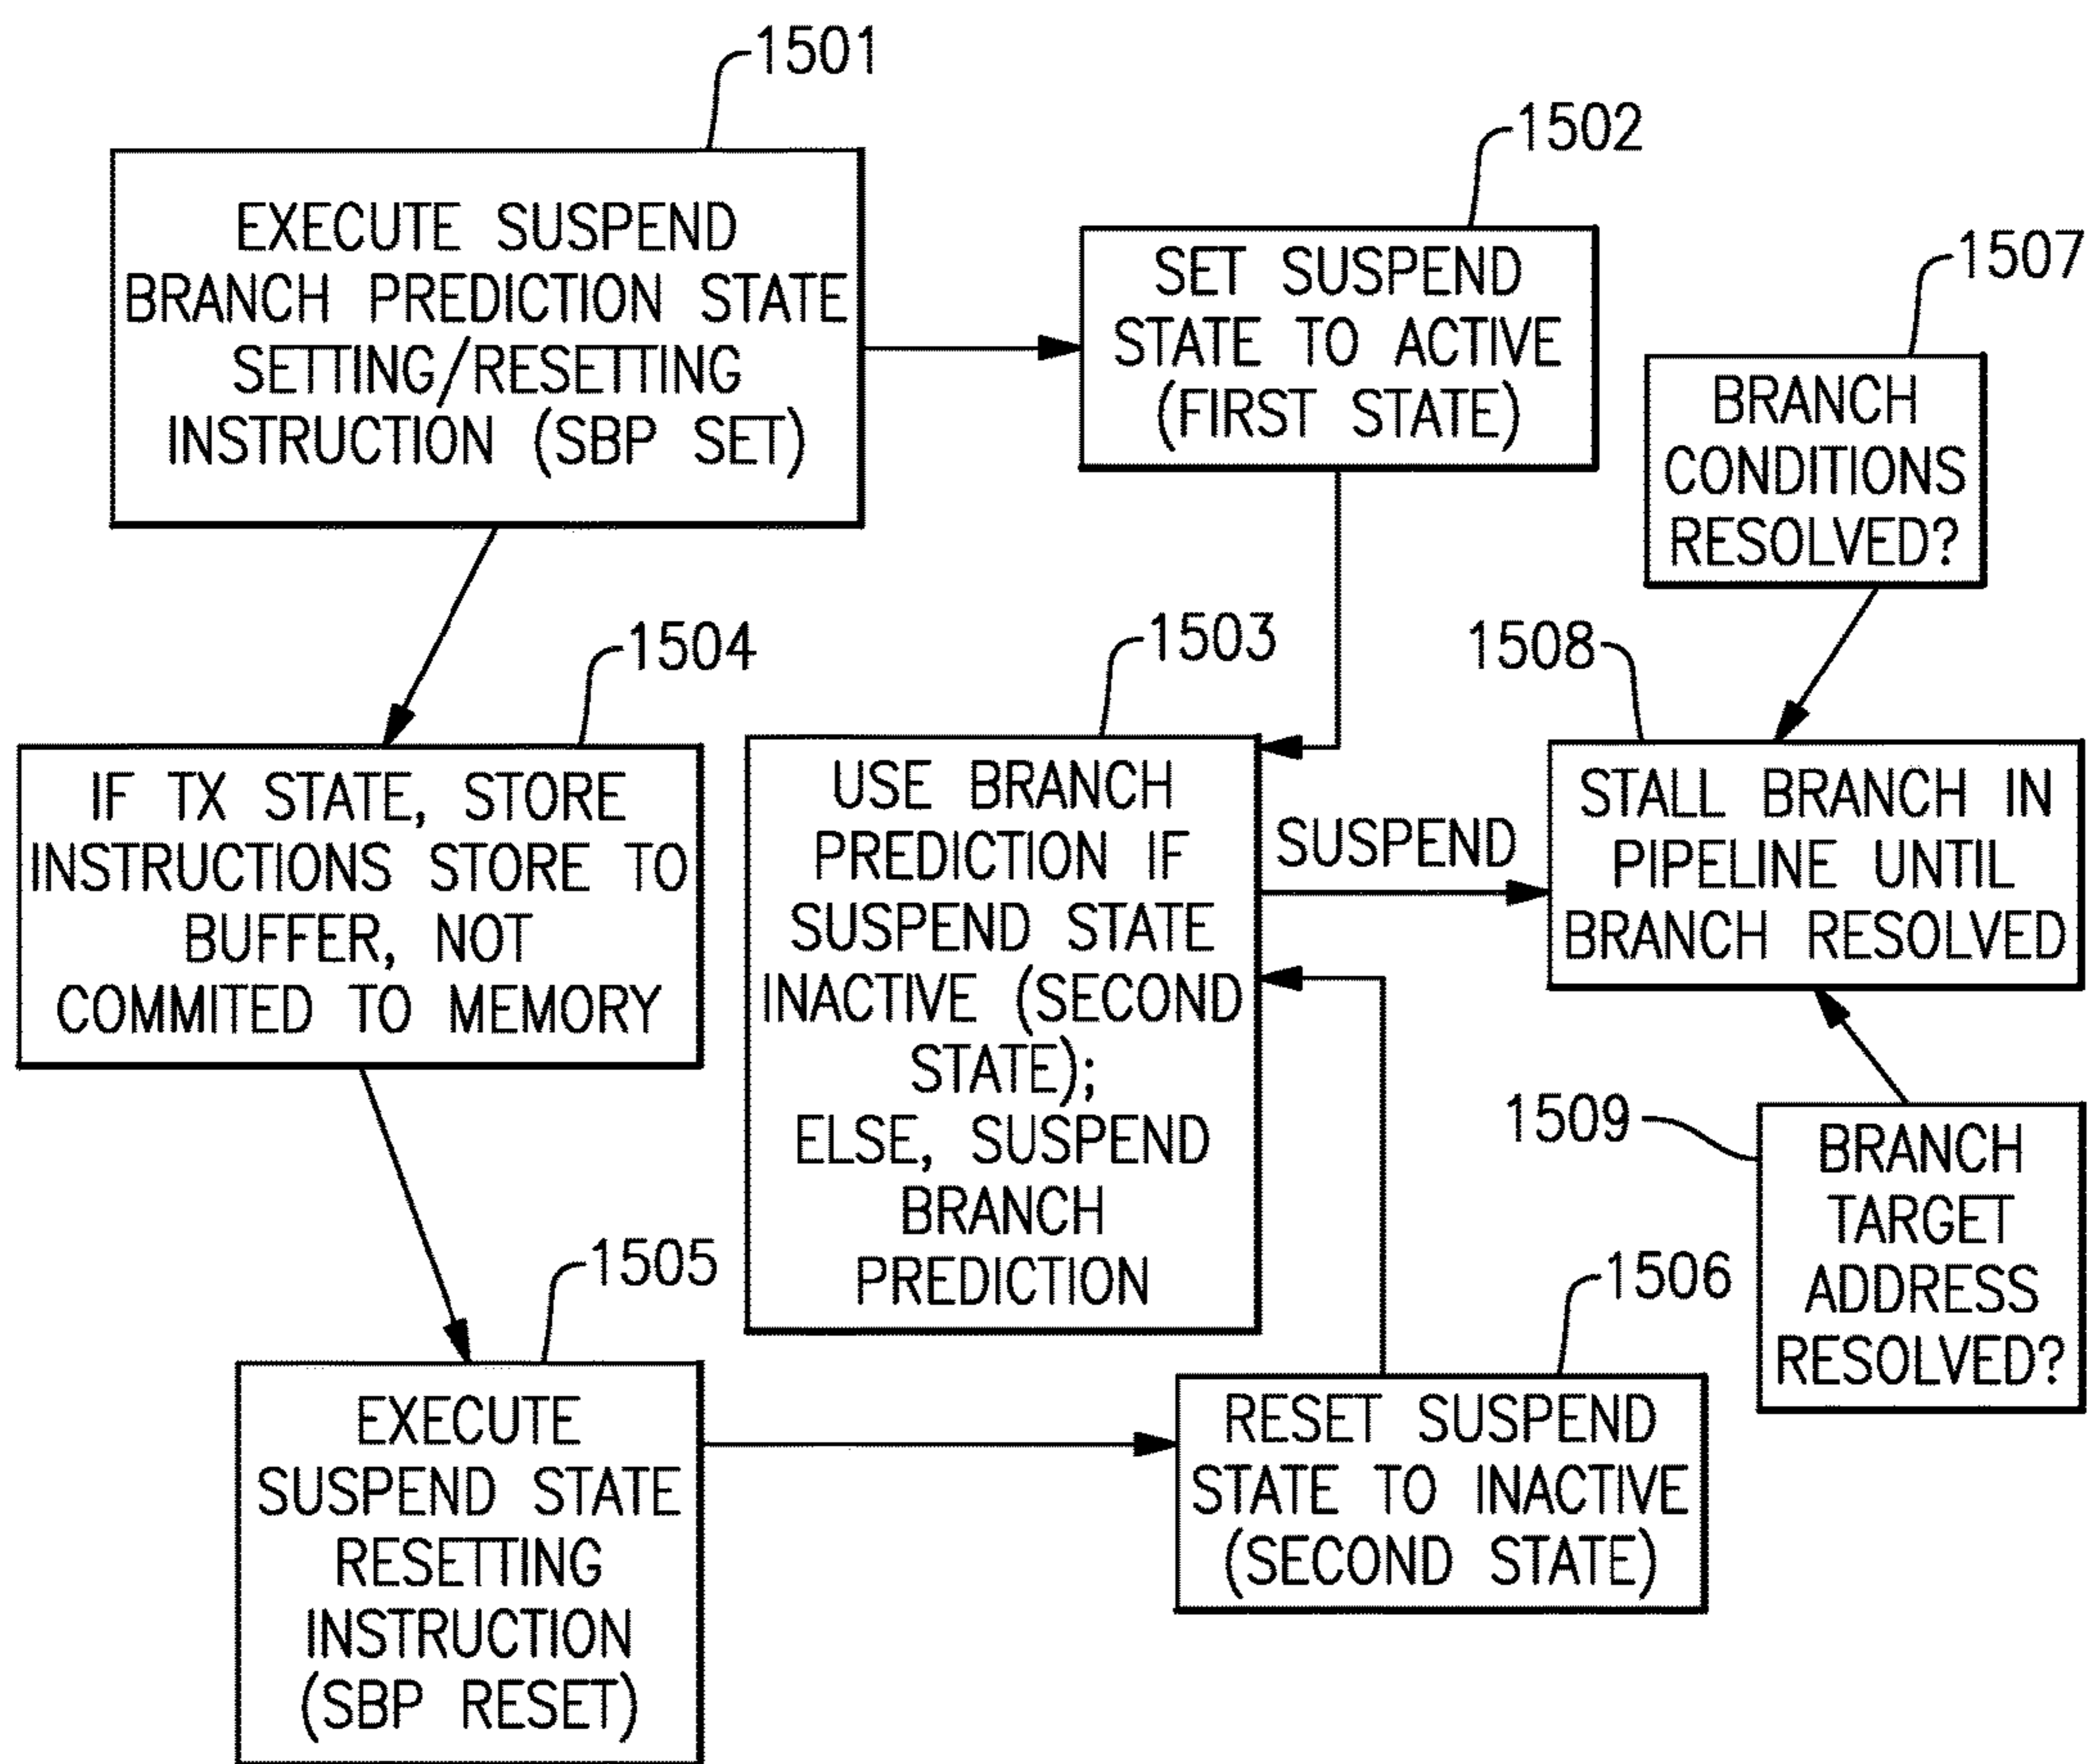 1501
EXECUTE SUSPEND
BRANCH PREDICTION STATE
SETTING/RESETTING
INSTRUCTION (SBP SET)
1502
SET SUSPEND
STATE TO ACTIVE
(FIRST STATE)
1507
BRANCH
CONDITIONS
RESOLVED?
1504
IF TX STATE, STORE
INSTRUCTIONS STORE TO
BUFFER, NOT
COMMITED TO MEMORY
1503
USE BRANCH
PREDICTION IF
SUSPEND STATE
INACTIVE (SECOND
STATE);
ELSE, SUSPEND
BRANCH
PREDICTION
SUSPEND
1508
STALL BRANCH IN
PIPELINE UNTIL
BRANCH RESOLVED
1509
BRANCH
TARGET
ADDRESS
RESOLVED?
1505
EXECUTE
SUSPEND STATE
RESETTING
INSTRUCTION
(SBP RESET)
1506
RESET SUSPEND
STATE TO INACTIVE
(SECOND STATE)